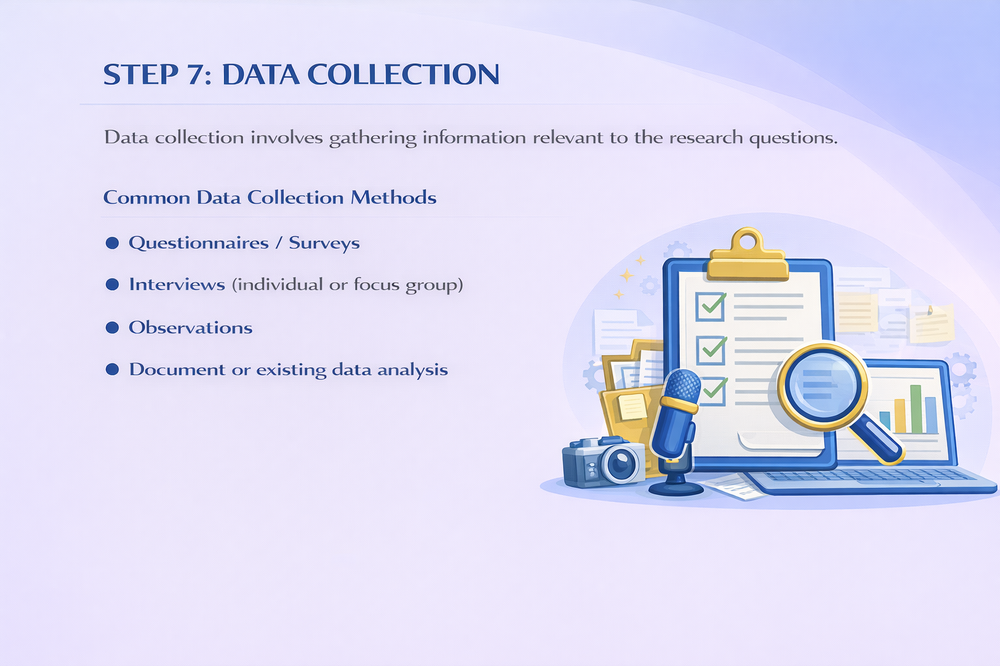 STEP 7: DATA COLLECTION
Data collection involves gathering information relevant to the research questions.
Common Data Collection Methods
● Questionnaires / Surveys
● Interviews (individual or focus group)
● Observations
● Document or existing data analysis